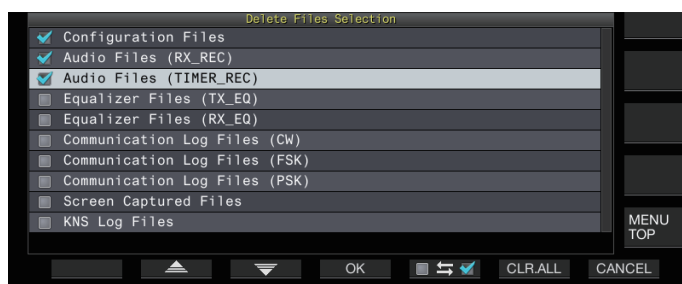 Delete Files Selection
Configuration Files
Audio Files (RX_REC)
Audio Files (TIMER_REC)
Equalizer Files (TX_EQ)
Equalizer Files (RX_EQ)
Communication Log Files (CW)
Communication Log Files (FSK)
Communication Log Files (PSK)
Screen Captured Files
KNS Log Files
MENU
TOP
OK
CLR.ALL
CANCEL